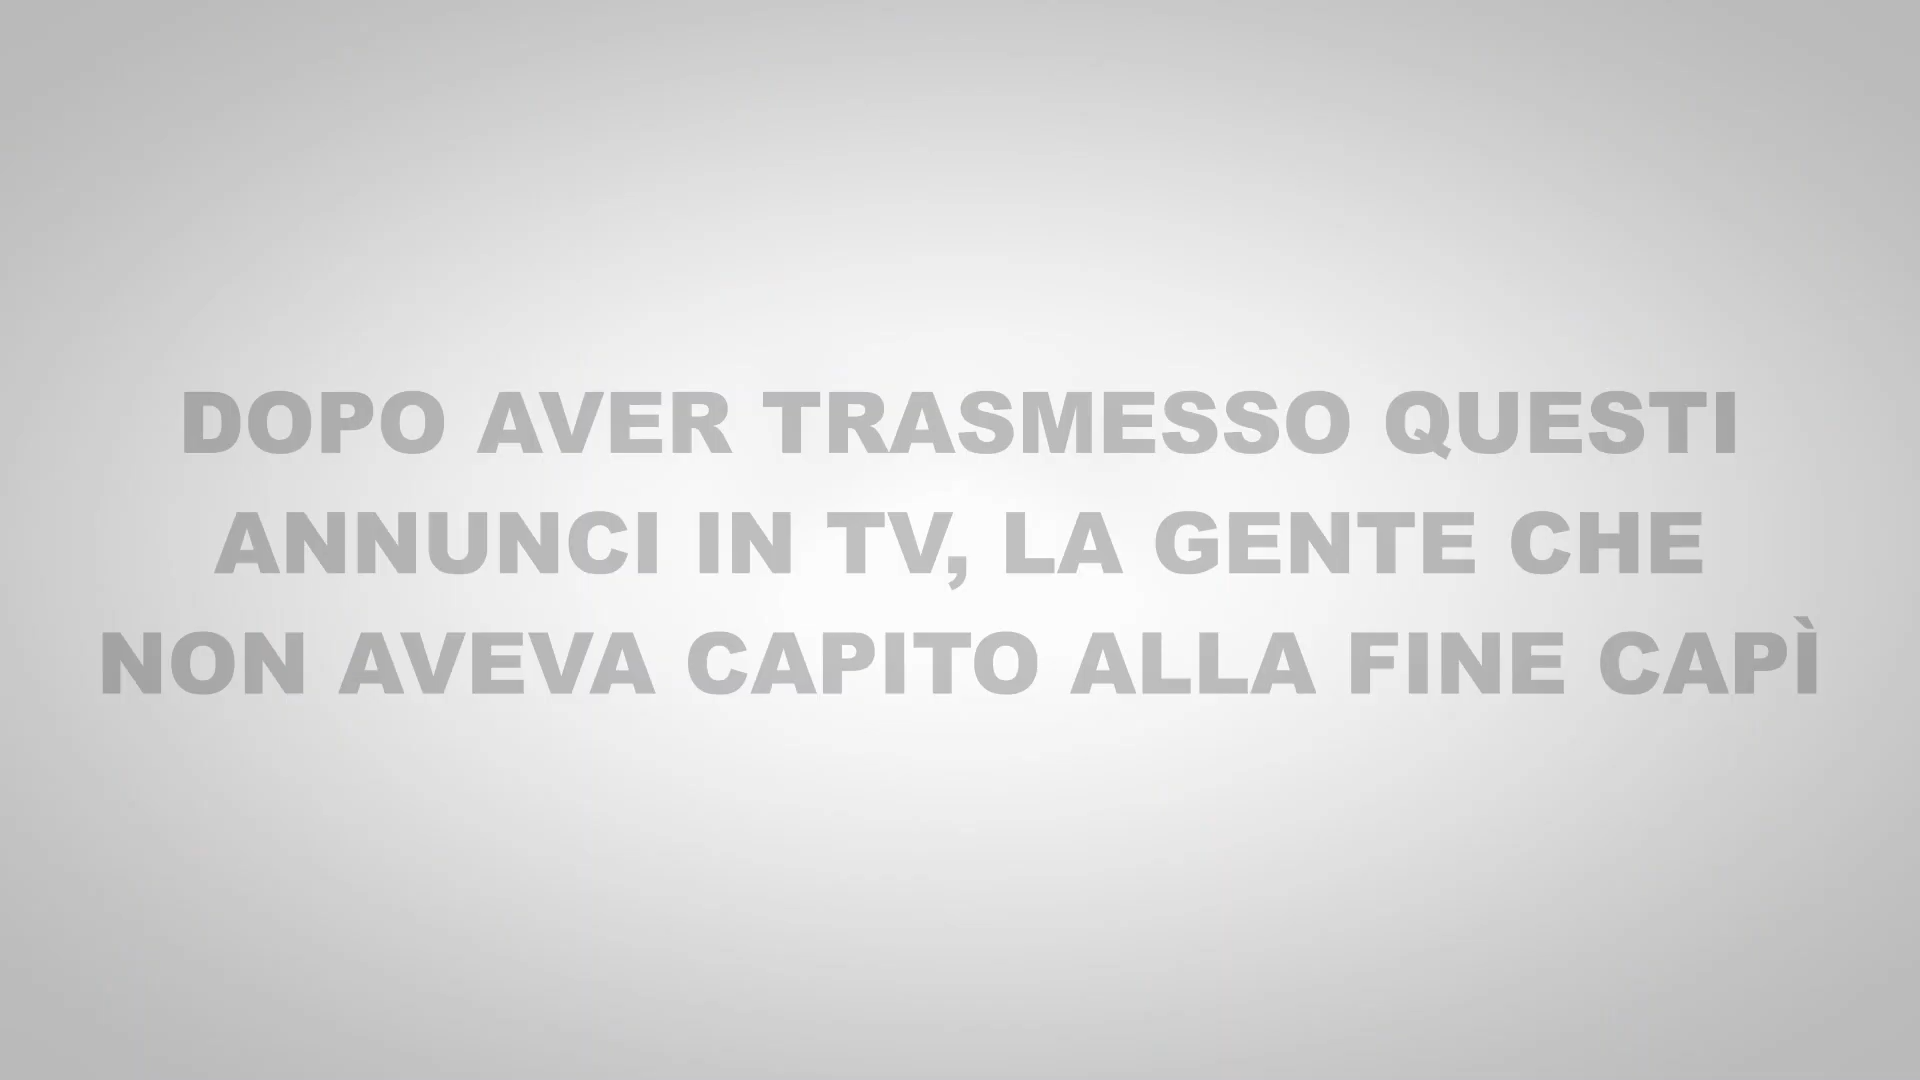 DOPO AVER TRASMESSO QUESTI
ANNUNCI IN TV, LA GENTE CHE
NON AVEVA CAPITO ALLA FINE CAPÌ